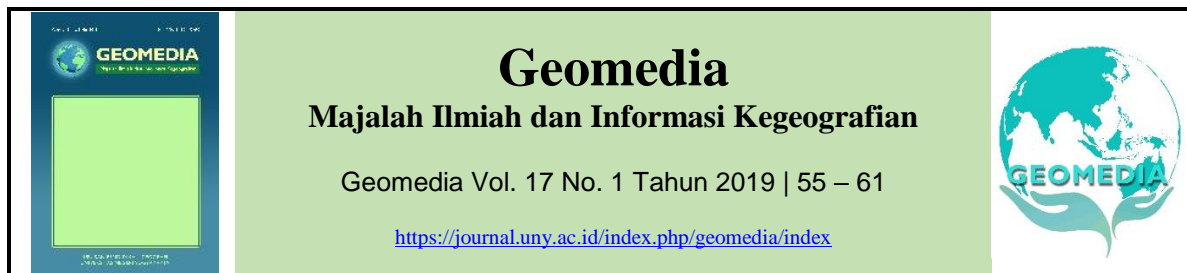 GEOMEDIA
Geomedia
Majalah Ilmiah dan Informasi Kegeografian
Geomedia Vol. 17 No. 1 Tahun 2019 | 55 – 61
https://journal.uny.ac.id/index.php/geomedia/index
GEOMEDIA